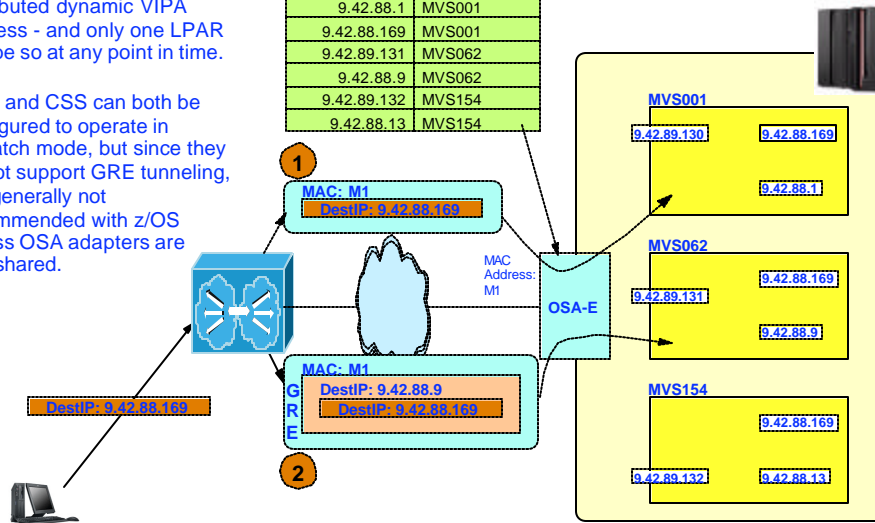 buted dynamic VIPA
ess - and only one LPAR
be so at any point in time.
and CSS can both be
gured to operate in
atch mode, but since they
ot support GRE tunneling,
generally not
mmended with z/OS
ss OSA adapters are
shared.
9.42.88.1 MVS001
9.42.88.169 MVS001
9.42.89.131 MVS062
9.42.88.9 MVS062
9.42.89.132 MVS154
9.42.88.13 MVS154
1
MAC: M1
DestIP: 9.42.88.169
MAC
Address:
M1
OSA-E
MAC: M1
GRE
DestIP: 9.42.88.9
DestIP: 9.42.88.169
2
DestIP: 9.42.88.169
MVS001
9.42.89.130
9.42.88.169
9.42.88.1
MVS062
9.42.88.169
9.42.89.131
9.42.88.9
MVS154
9.42.88.169
9.42.89.132
9.42.88.13